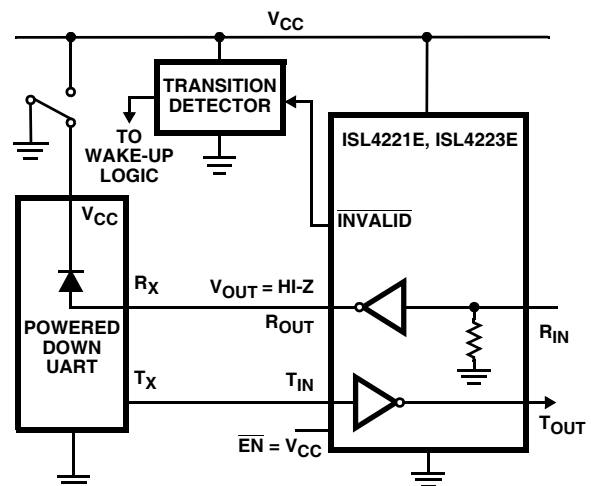 VCC
TRANSITION
DETECTOR
TO
WAKE-UP
LOGIC
ISL4221E, ISL4223E
INVALID
VCC
RX
VOUT = HI-Z
ROUT
RIN
POWERED
DOWN
UART
TX
TIN
TOUT
EN = VCC